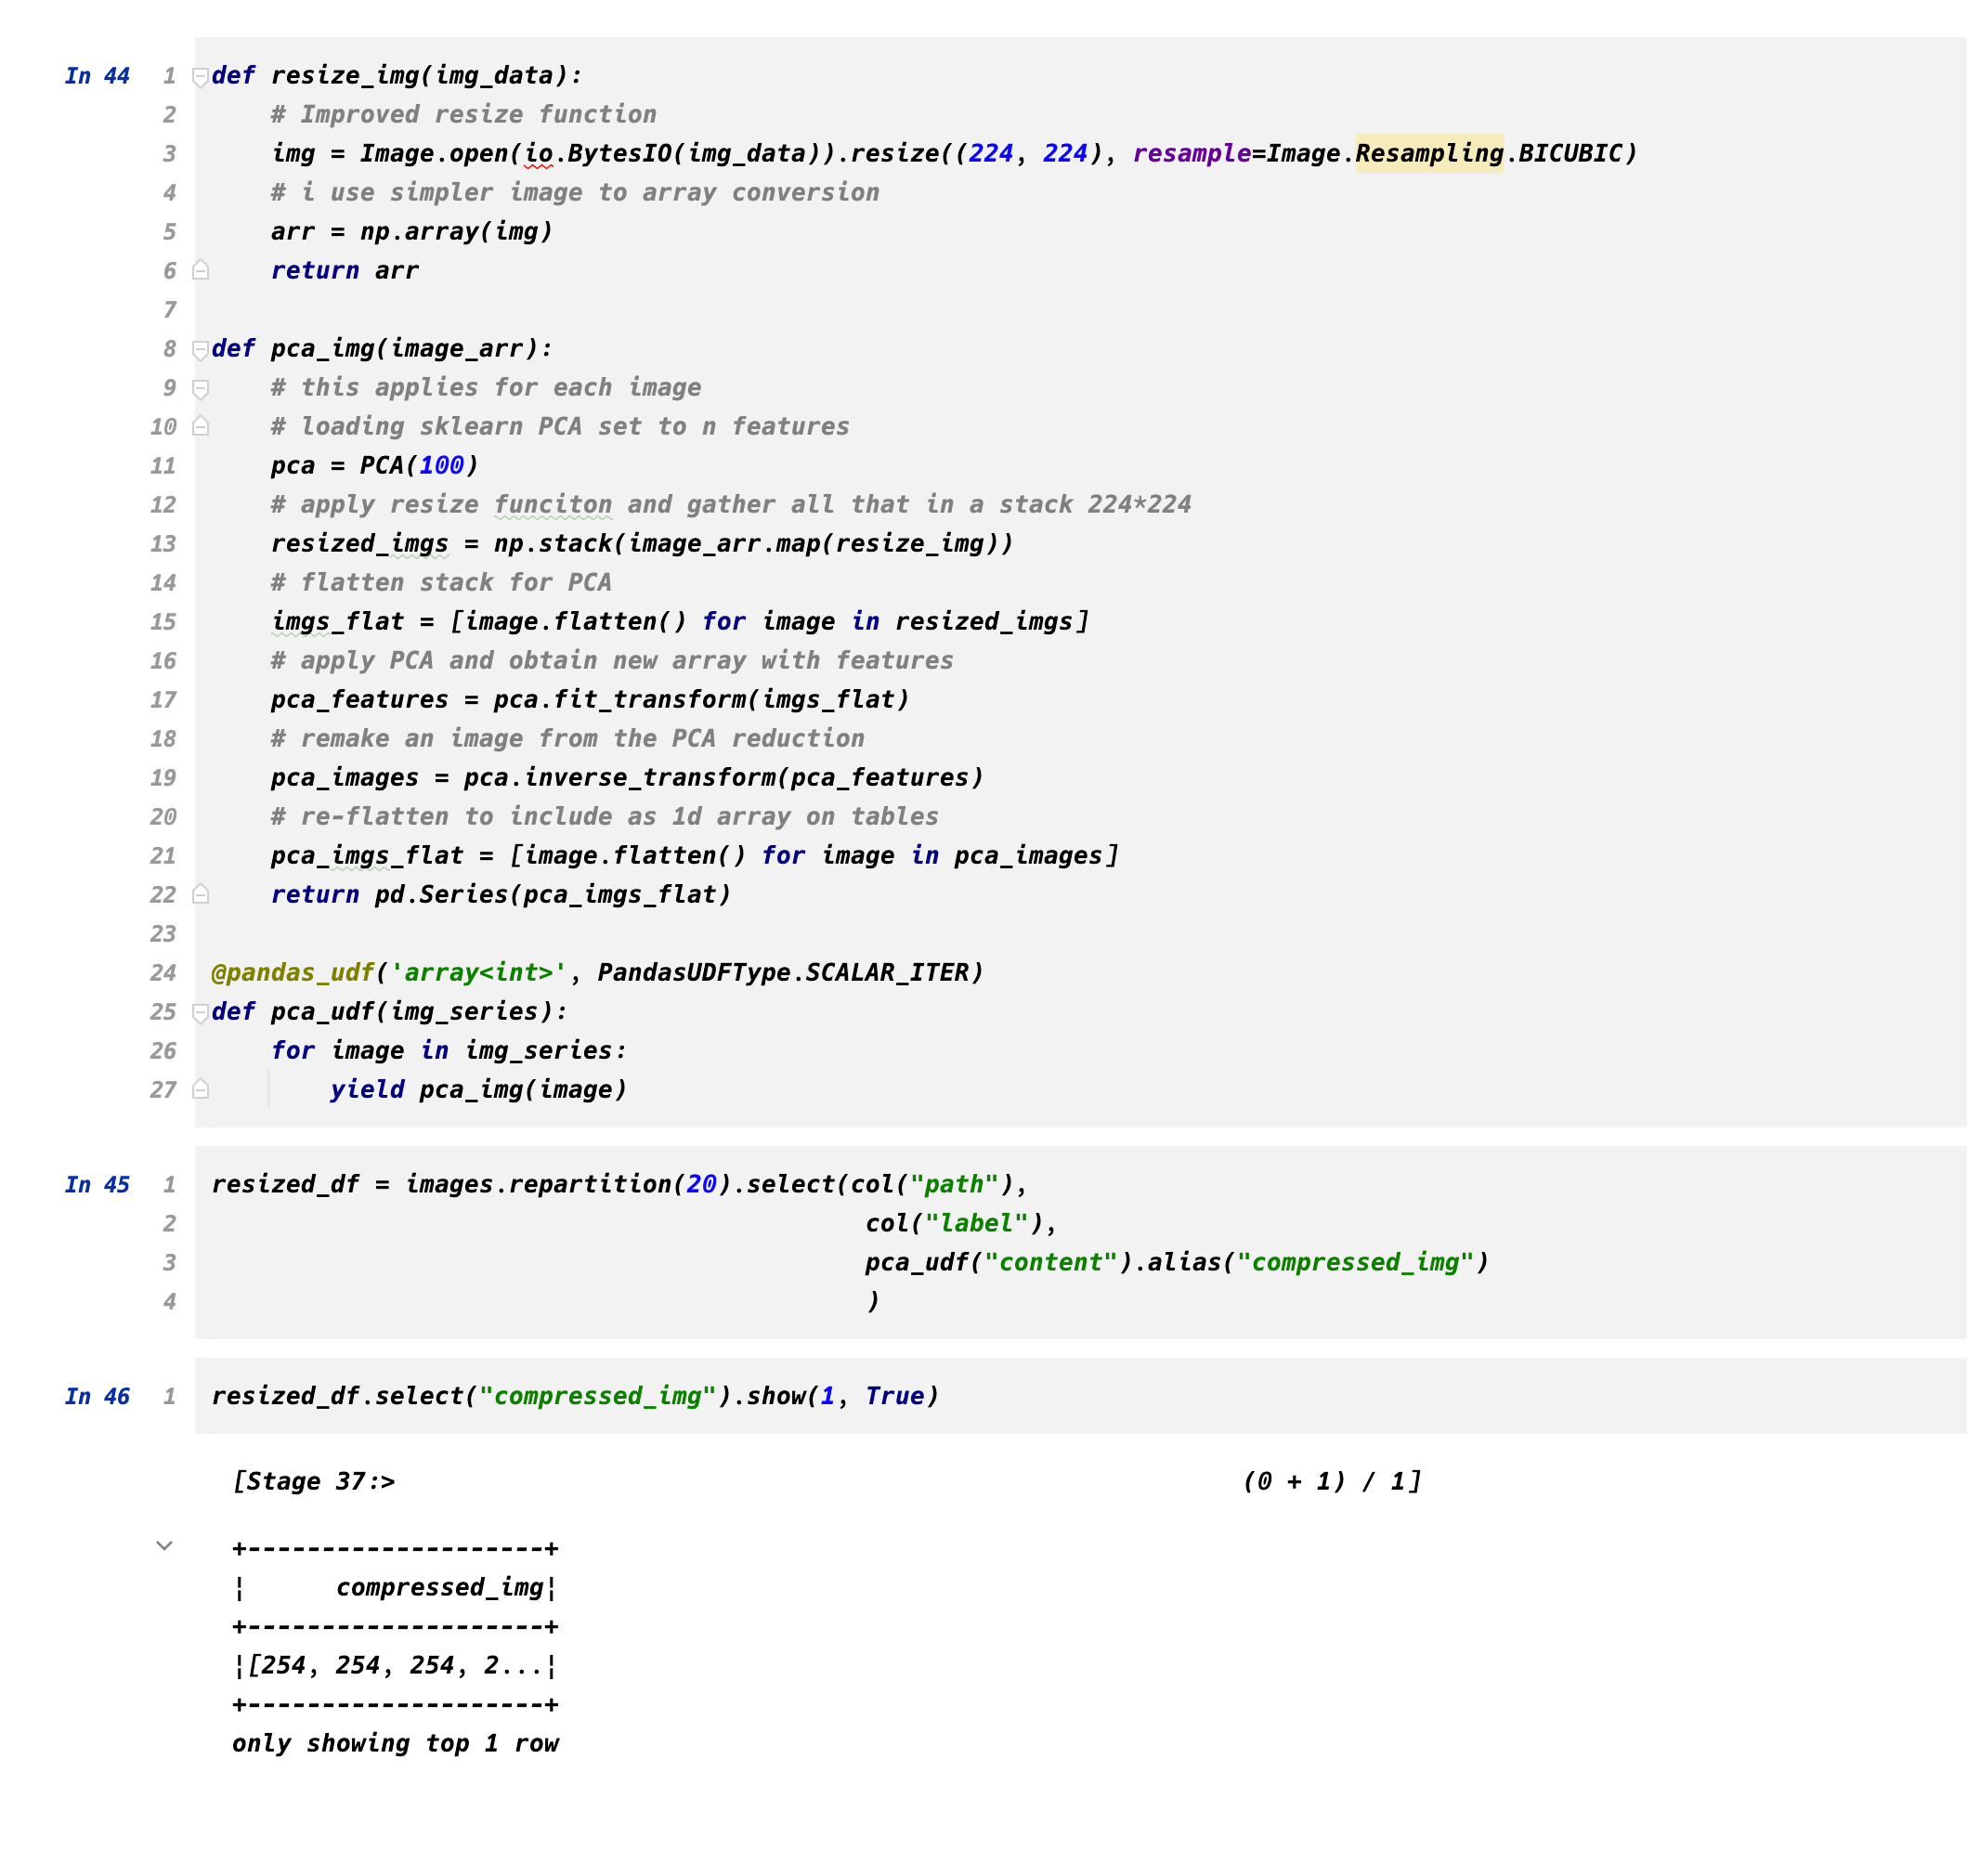 In 44 1 def resize_img(img_data):
2 # Improved resize function
3 img = Image.open(io.BytesIO(img_data)).resize((224, 224), resample=Image.Resampling.BICUBIC)
4 # i use simpler image to array conversion
5 arr = np.array(img)
6 return arr
7
8 def pca_img(image_arr):
9 # this applies for each image
10 # loading sklearn PCA set to n features
11 pca = PCA(100)
12 # apply resize funciton and gather all that in a stack 224*224
13 resized_imgs = np.stack(image_arr.map(resize_img))
14 # flatten stack for PCA
15 imgs_flat = [image.flatten() for image in resized_imgs]
16 # apply PCA and obtain new array with features
17 pca_features = pca.fit_transform(imgs_flat)
18 # remake an image from the PCA reduction
19 pca_images = pca.inverse_transform(pca_features)
20 # re-flatten to include as 1d array on tables
21 pca_imgs_flat = [image.flatten() for image in pca_images]
22 return pd.Series(pca_imgs_flat)
23
24 @pandas_udf('array<int>', PandasUDFType.SCALAR_ITER)
25 def pca_udf(img_series):
26 for image in img_series:
27 yield pca_img(image)
In 45 1 resized_df = images.repartition(20).select(col("path"),
2 col("label"),
3 pca_udf("content").alias("compressed_img")
4 )
In 46 1 resized_df.select("compressed_img").show(1, True)
[Stage 37:> (0 + 1) / 1]
+--------------------+
¦      compressed_img¦
+--------------------+
¦[254, 254, 254, 2...¦
+--------------------+
only showing top 1 row